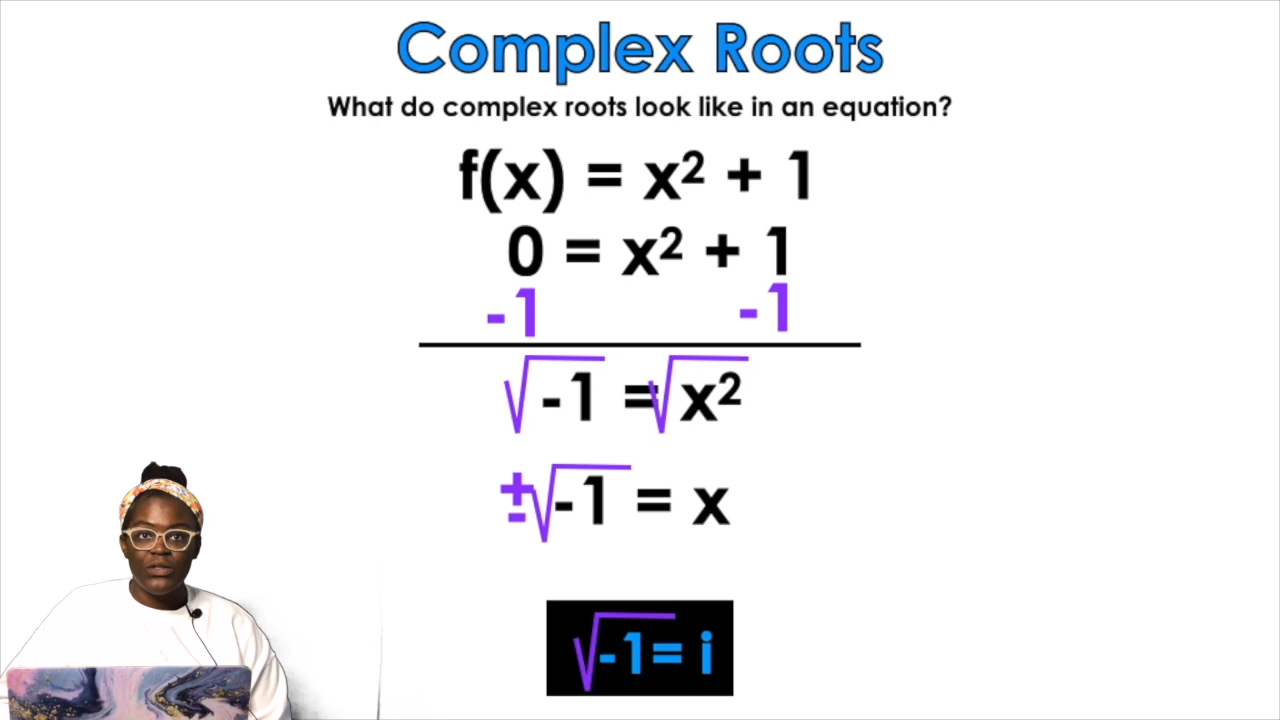 Complex Roots
What do complex roots look like in an equation?
f(x) = x² + 1
0 = x² + 1
-1 -1
√-1 = √x²
±√-1 = x
√-1 = i